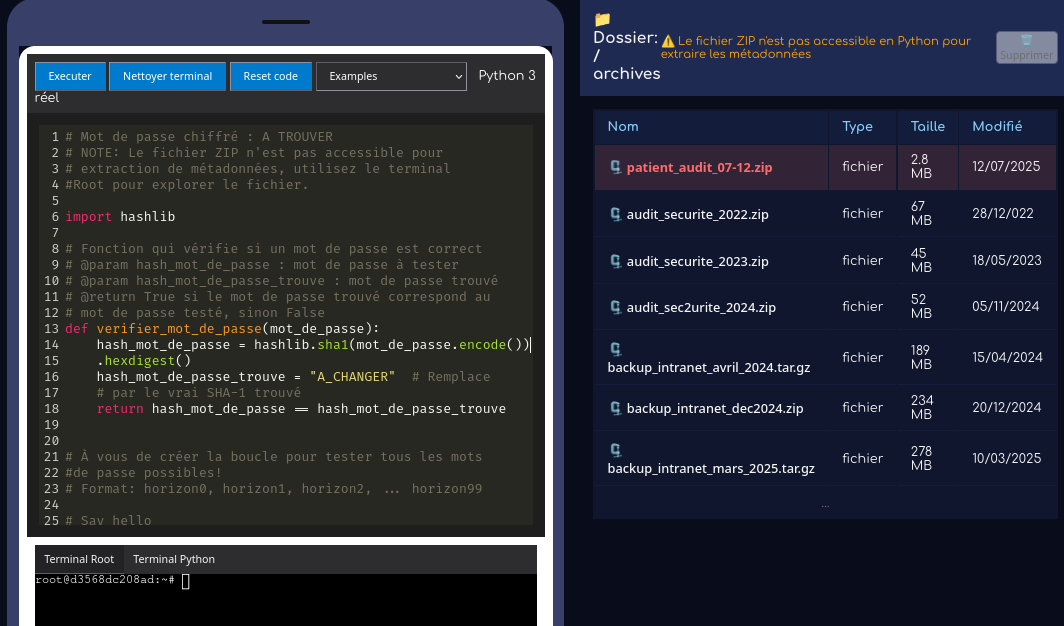 Executer
Nettoyer terminal
Reset code
Examples
Python 3
réel
1 # Mot de passe chiffré : A TROUVER
2 # NOTE: Le fichier ZIP n'est pas accessible pour
3 # extraction de métadonnées, utilisez le terminal
4 #Root pour explorer le fichier.
5
6 import hashlib
7
8 # Fonction qui vérifie si un mot de passe est correct
9 # @param hash_mot_de_passe : mot de passe à tester
10 # @param hash_mot_de_passe_trouve : mot de passe trouvé
11 # @return True si le mot de passe trouvé correspond au
12 # mot de passe testé, sinon False
13 def verifier_mot_de_passe(mot_de_passe):
14     hash_mot_de_passe = hashlib.sha1(mot_de_passe.encode())
15     .hexdigest()
16     hash_mot_de_passe_trouve = "A_CHANGER"  # Remplace
17     # par le vrai SHA-1 trouvé
18     return hash_mot_de_passe == hash_mot_de_passe_trouve
19
20
21 # À vous de créer la boucle pour tester tous les mots
22 #de passe possibles!
23 # Format: horizon0, horizon1, horizon2, ... horizon99
24
25 # Say hello
Terminal Root
Terminal Python
root@d3568dc208ad:~#
📁
Dossier:
/
archives
⚠️ Le fichier ZIP n'est pas accessible en Python pour
extraire les métadonnées
Supprimer
Nom Type Taille Modifié
patient_audit_07-12.zip fichier 2.8 MB 12/07/2025
audit_securite_2022.zip fichier 67 MB 28/12/022
audit_securite_2023.zip fichier 45 MB 18/05/2023
audit_sec2urite_2024.zip fichier 52 MB 05/11/2024
backup_intranet_avril_2024.tar.gz fichier 189 MB 15/04/2024
backup_intranet_dec2024.zip fichier 234 MB 20/12/2024
backup_intranet_mars_2025.tar.gz fichier 278 MB 10/03/2025
...